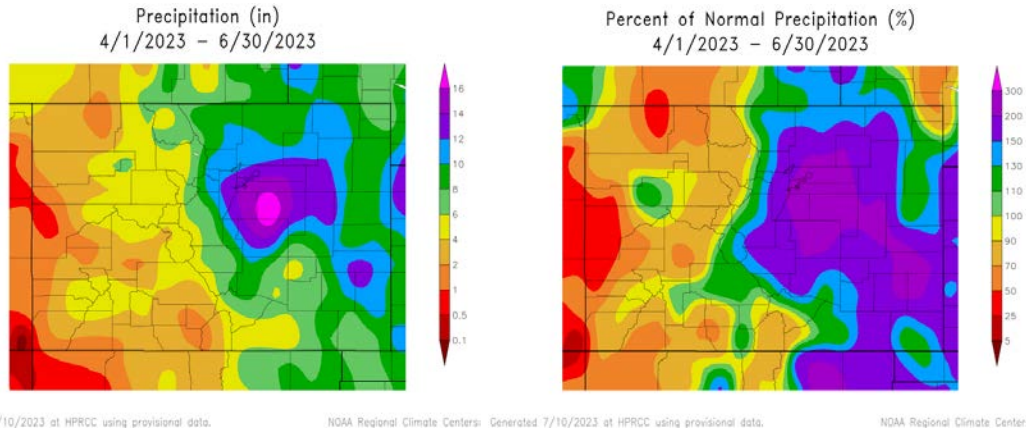 Precipitation (in)
4/1/2023 – 6/30/2023
16
14
12
10
8
6
4
2
1
0.5
0.1
/10/2023 at HPRCC using provisional data.
NOAA Regional Climate Centers
Percent of Normal Precipitation (%)
4/1/2023 – 6/30/2023
300
200
150
130
110
100
90
70
50
25
5
Generated 7/10/2023 at HPRCC using provisional data.
NOAA Regional Climate Center